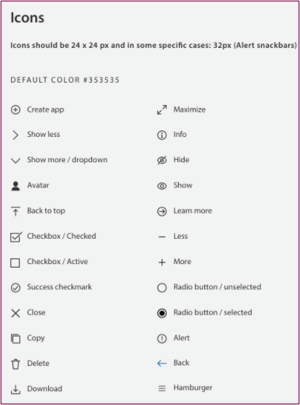 Icons
Icons should be 24 x 24 px and in some specific cases: 32px (Alert snackbars)
DEFAULT COLOR #353535
Create app
Maximize
Show less
Info
Show more / dropdown
Hide
Avatar
Show
Back to top
Learn more
Checkbox / Checked
Less
Checkbox / Active
More
Success checkmark
Radio button / unselected
Close
Radio button / selected
Copy
Alert
Delete
Back
Download
Hamburger